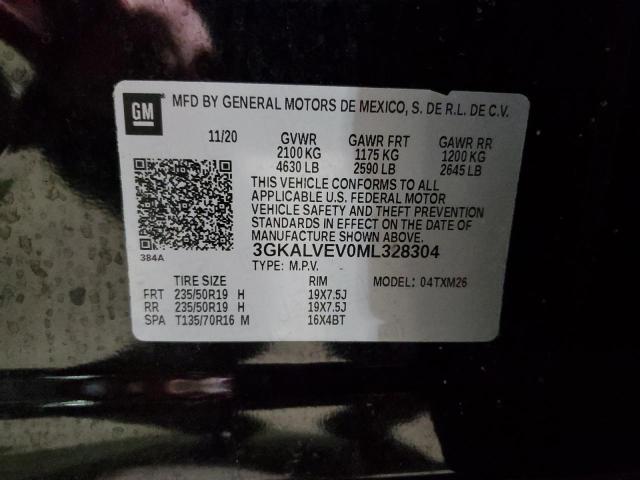 GM MFD BY GENERAL MOTORS DE MEXICO, S. DE R.L. DE C.V.
11/20 GVWR GAWR FRT GAWR RR
2100 KG 1175 KG 1200 KG
4630 LB 2590 LB 2645 LB
THIS VEHICLE CONFORMS TO ALL
APPLICABLE U.S. FEDERAL MOTOR
VEHICLE SAFETY AND THEFT PREVENTION
STANDARDS IN EFFECT ON THE DATE OF
MANUFACTURE SHOWN ABOVE.
384A 3GKALVEV0ML328304
TYPE: M.P.V.
TIRE SIZE RIM MODEL: 04TXM26
FRT 235/50R19 H 19X7.5J
RR 235/50R19 H 19X7.5J
SPA T135/70R16 M 16X4BT